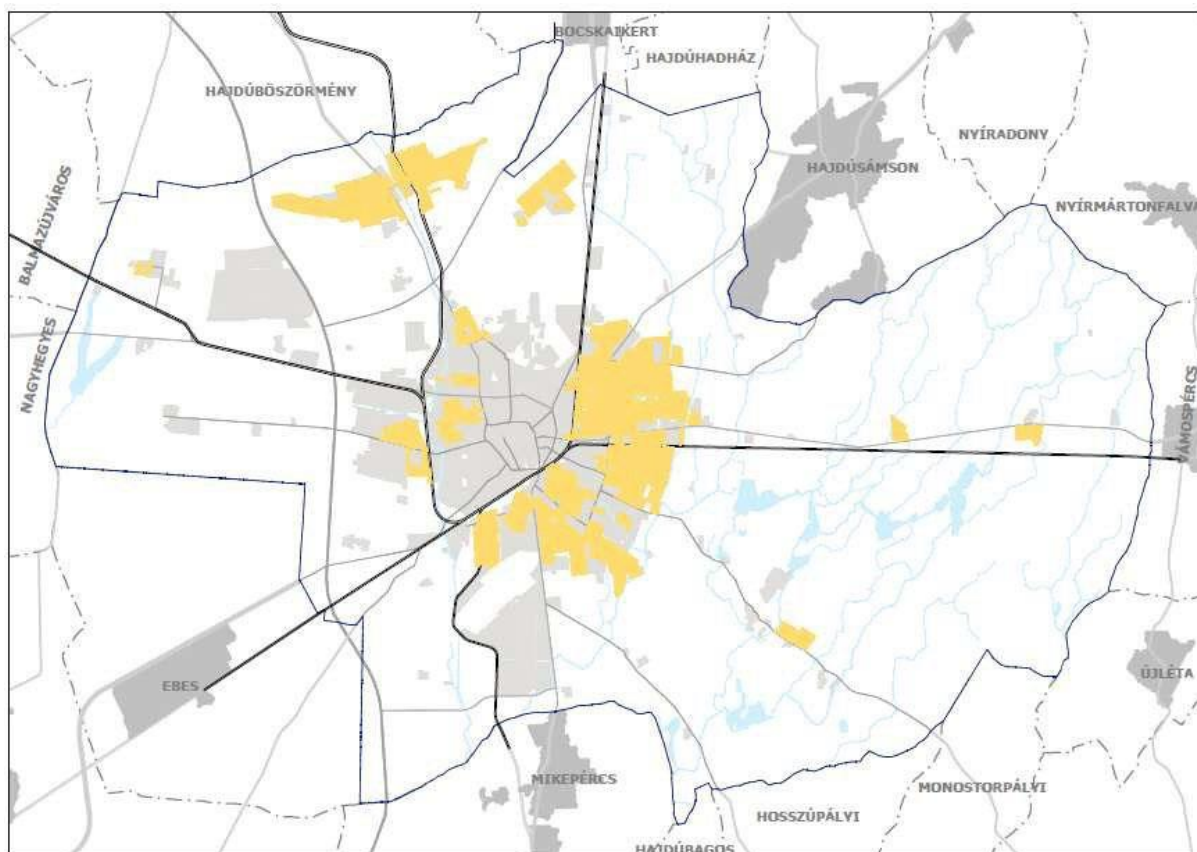 BOCSKAIKERT
HAJDÚHADHÁZ
HAJDÚBÖSZÖRMÉNY
NYÍRADONY
HAJDÚSÁMSON
NYÍRMÁRTONFALVA
BALMAZÚJVÁROS
NAGYHEGYES
VÁMOSPÉRCS
EBES
ÚJLÉTA
MIKEPÉRCS
MONOSTORPÁLYI
HOSSZÚPÁLYI
HAJDÚBAGOS